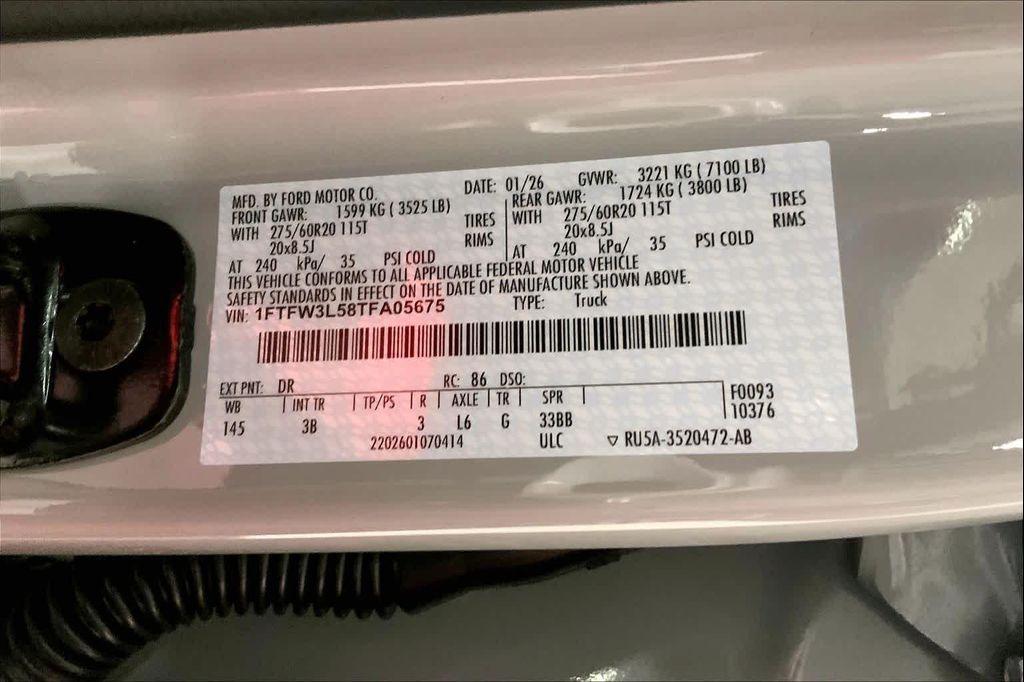 MFD. BY FORD MOTOR CO. DATE: 01/26 GVWR: 3221 KG ( 7100 LB)
FRONT GAWR: 1599 KG ( 3525 LB) REAR GAWR: 1724 KG ( 3800 LB)
WITH 275/60R20 115T TIRES WITH 275/60R20 115T TIRES
20x8.5J RIMS 20x8.5J RIMS
AT 240 kPa/ 35 PSI COLD AT 240 kPa/ 35 PSI COLD
THIS VEHICLE CONFORMS TO ALL APPLICABLE FEDERAL MOTOR VEHICLE
SAFETY STANDARDS IN EFFECT ON THE DATE OF MANUFACTURE SHOWN ABOVE.
VIN: 1FTFW3L58TFA05675 TYPE: Truck
EXT PNT: DR RC: 86 DSO:
WB INT TR TP/PS R AXLE TR SPR F0093
145 3B 3 L6 G 33BB 10376
2202601070414 ULC ▽ RU5A-3520472-AB